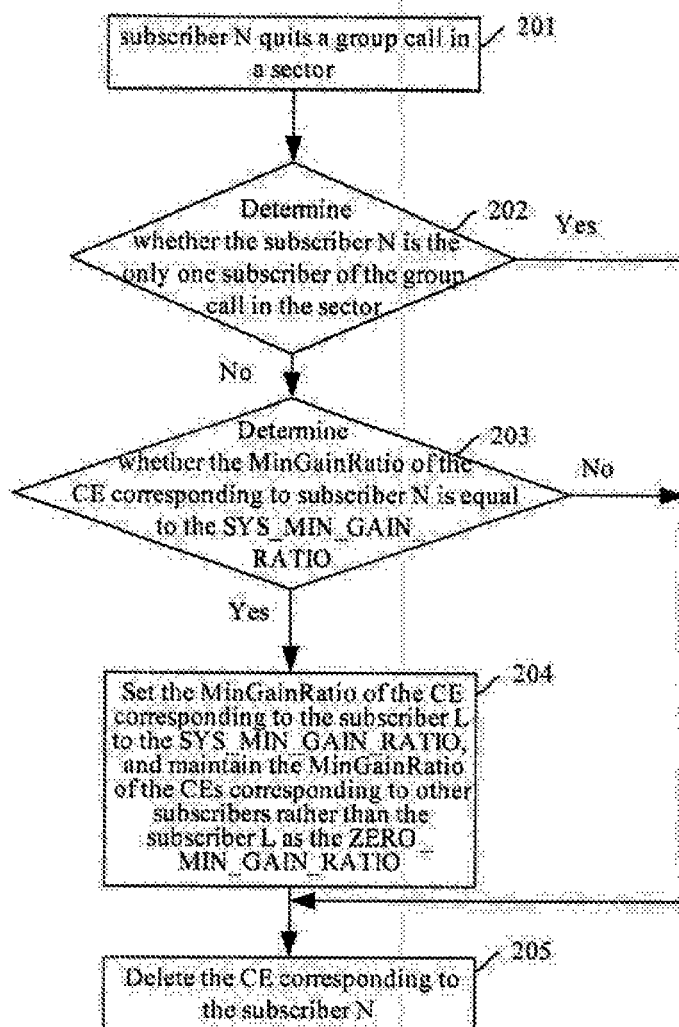 subscriber N quits a group call in
a sector
201
Determine
whether the subscriber N is the
only one subscriber of the group
call in the sector
202
Yes
No
Determine
whether the MinGainRatio of the
CE corresponding to subscriber N is equal
to the SYS_MIN_GAIN_
RATIO
203
No
Yes
Set the MinGainRatio of the CE
corresponding to the subscriber L
to the SYS_MIN_GAIN_RATIO,
and maintain the MinGainRatio
of the CEs corresponding to other
subscribers rather than the
subscriber L as the ZERO_
MIN_GAIN_RATIO
204
Delete the CE corresponding to
the subscriber N
205